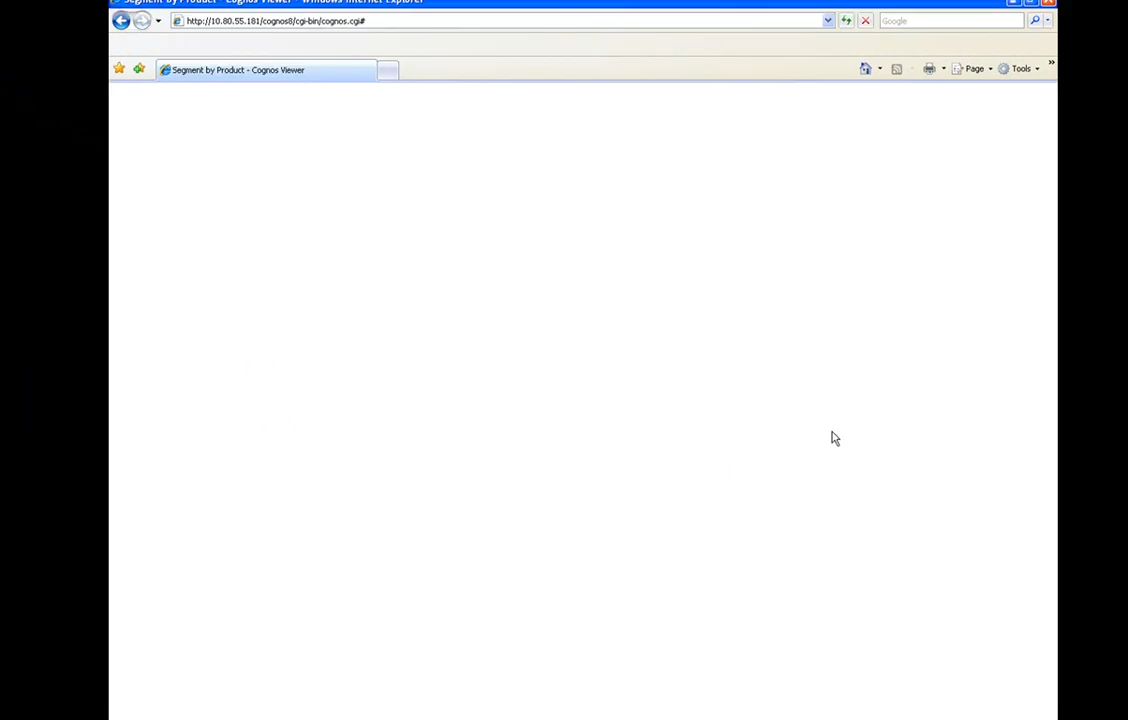 Segment by Product - Cognos Viewer - Windows Internet Explorer
http://10.80.55.181/cognos8/cgi-bin/cognos.cgi#
Google
Segment by Product - Cognos Viewer
Page
Tools